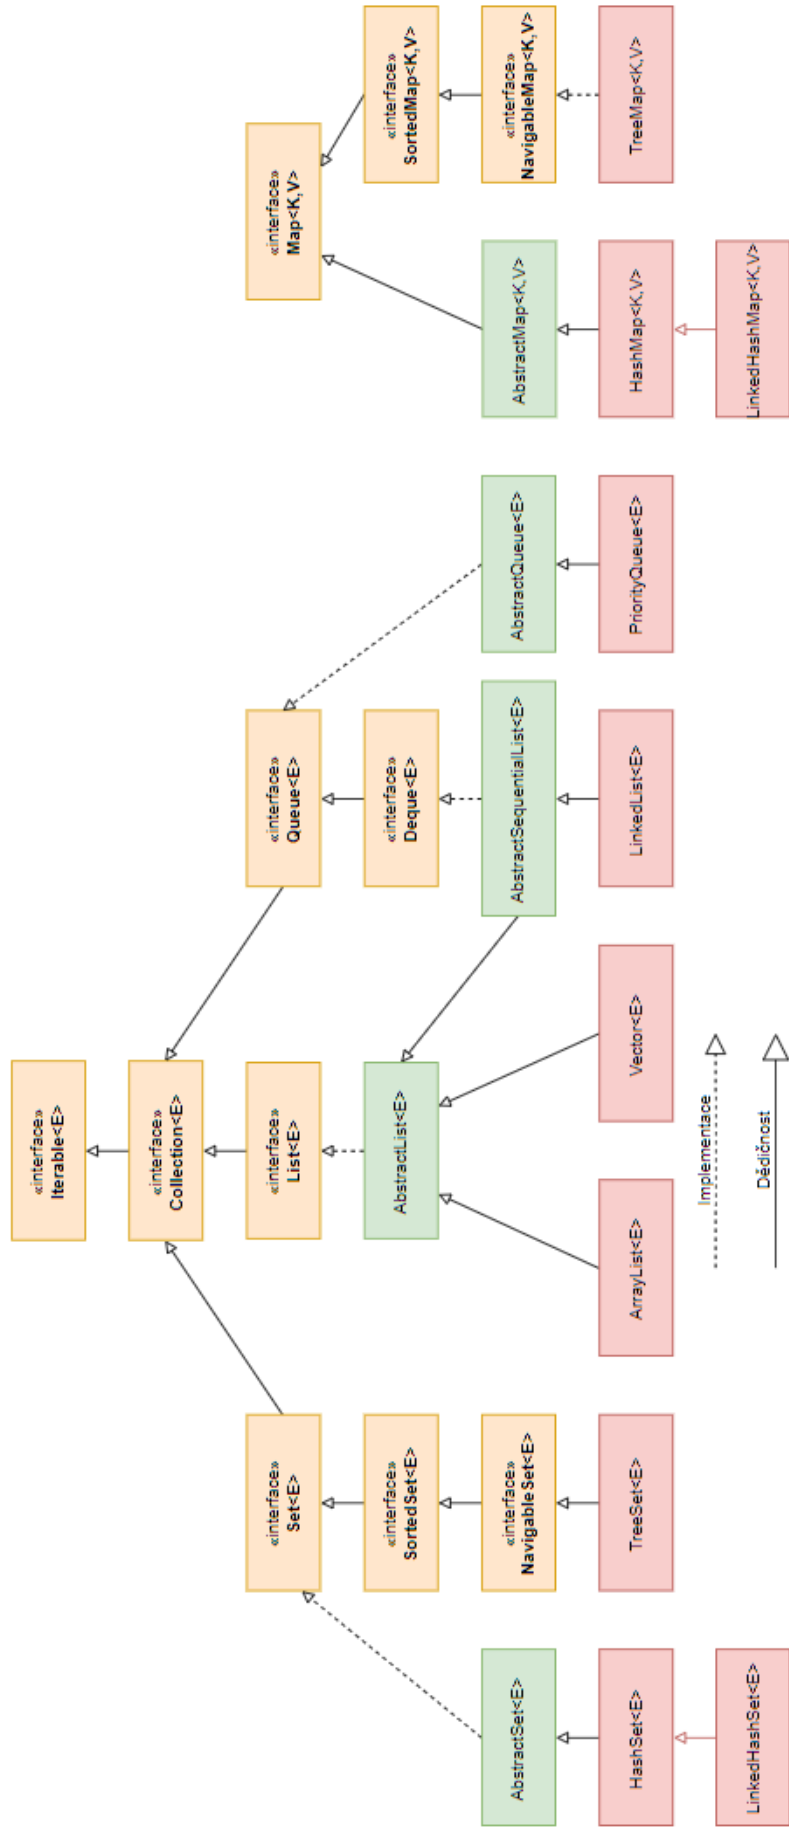 «interface»
Iterable<E>
«interface»
Collection<E>
«interface»
Set<E>
«interface»
List<E>
«interface»
Queue<E>
«interface»
Map<K,V>
«interface»
SortedSet<E>
AbstractList<E>
«interface»
Deque<E>
«interface»
SortedMap<K,V>
AbstractSet<E>
«interface»
NavigableSet<E>
AbstractSequentialList<E>
AbstractQueue<E>
AbstractMap<K,V>
«interface»
NavigableMap<K,V>
HashSet<E>
TreeSet<E>
ArrayList<E>
Vector<E>
LinkedList<E>
PriorityQueue<E>
HashMap<K,V>
TreeMap<K,V>
LinkedHashSet<E>
Implementace
Dědičnost
LinkedHashMap<K,V>